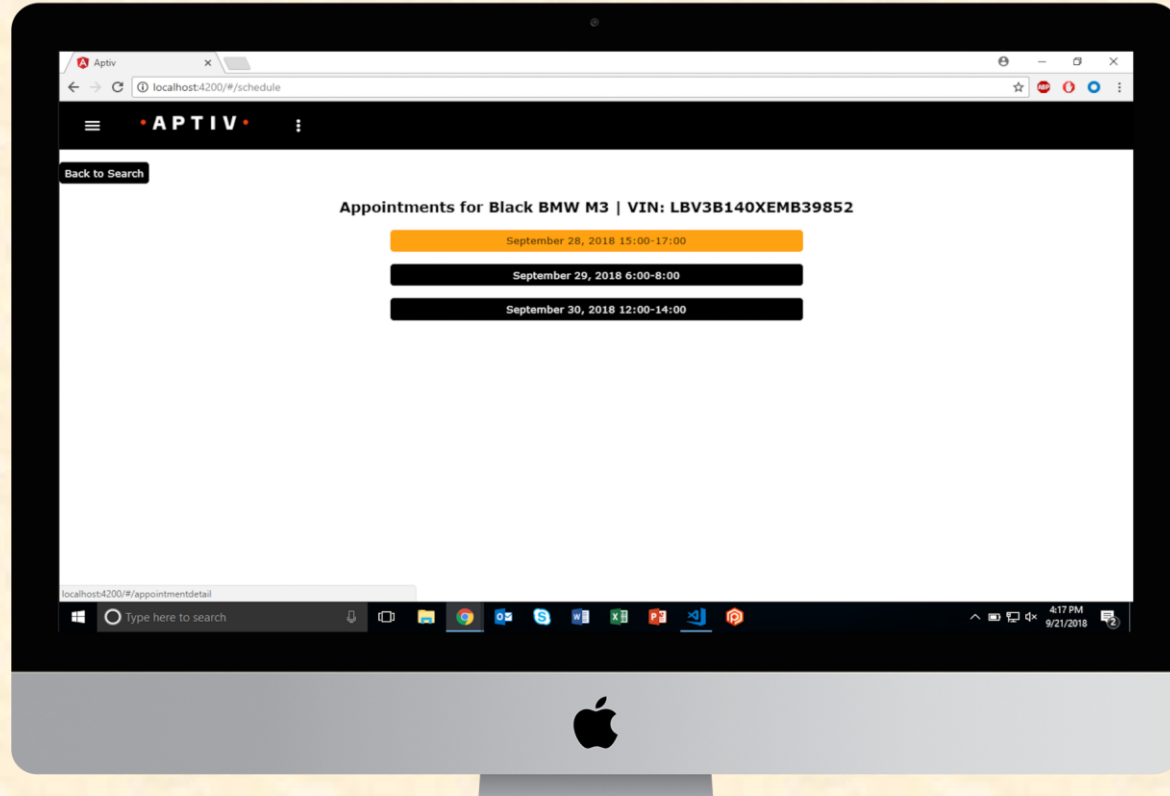 Aptiv
localhost:4200/#/schedule
ABP
APTIV
Back to Search
Appointments for Black BMW M3 | VIN: LBV3B140XEMB39852
September 28, 2018 15:00-17:00
September 29, 2018 6:00-8:00
September 30, 2018 12:00-14:00
localhost:4200/#/appointmentdetail
Type here to search
4:17 PM
9/21/2018
2